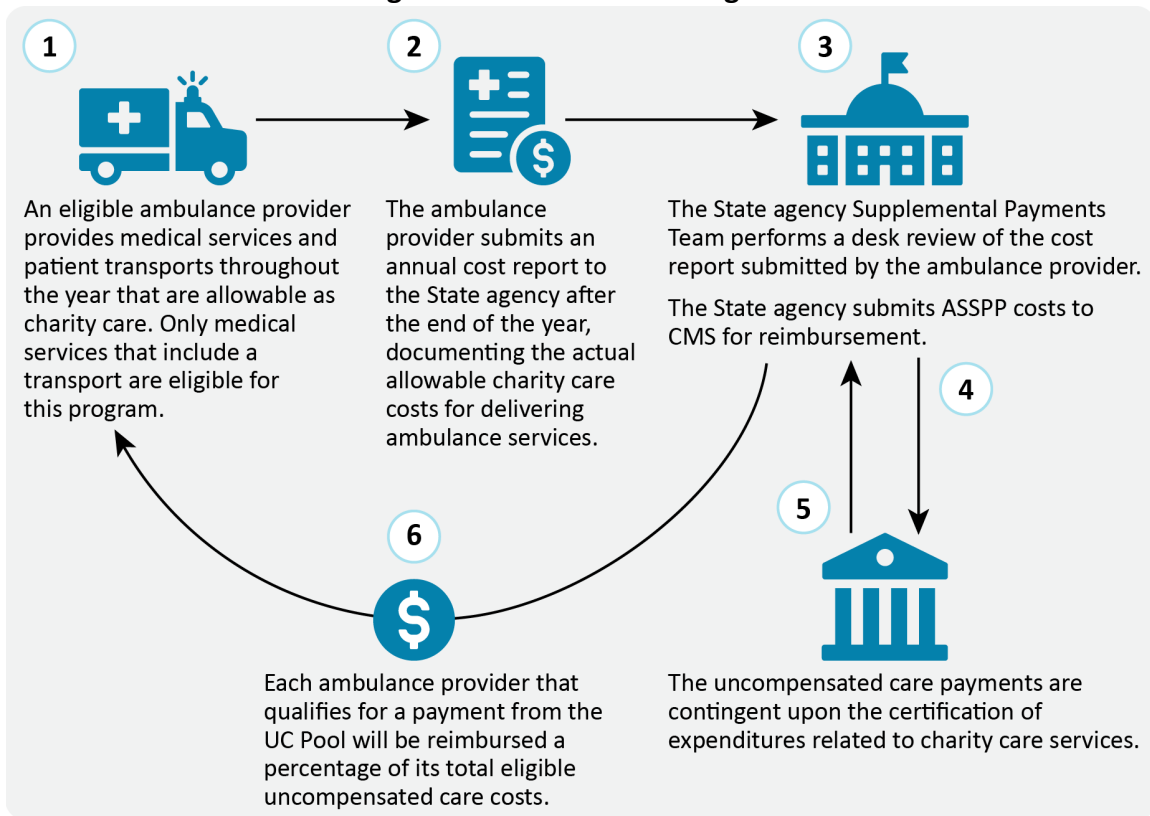 1
An eligible ambulance provider
provides medical services and
patient transports throughout
the year that are allowable as
charity care. Only medical
services that include a
transport are eligible for
this program.
2
$
The ambulance
provider submits an
annual cost report to
the State agency after
the end of the year,
documenting the actual
allowable charity care
costs for delivering
ambulance services.
3
The State agency Supplemental Payments
Team performs a desk review of the cost
report submitted by the ambulance provider.
The State agency submits ASSPP costs to
CMS for reimbursement.
4
5
The uncompensated care payments are
contingent upon the certification of
expenditures related to charity care services.
6
$
Each ambulance provider that
qualifies for a payment from the
UC Pool will be reimbursed a
percentage of its total eligible
uncompensated care costs.